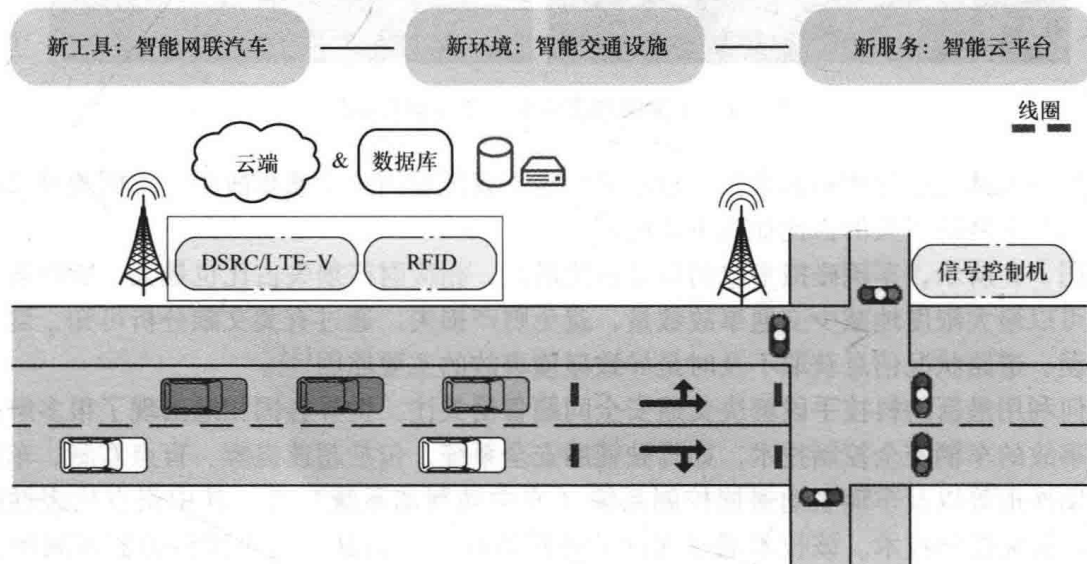 新工具：智能网联汽车
新环境：智能交通设施
新服务：智能云平台
线圈
云端
&
数据库
DSRC/LTE-V
RFID
信号控制机